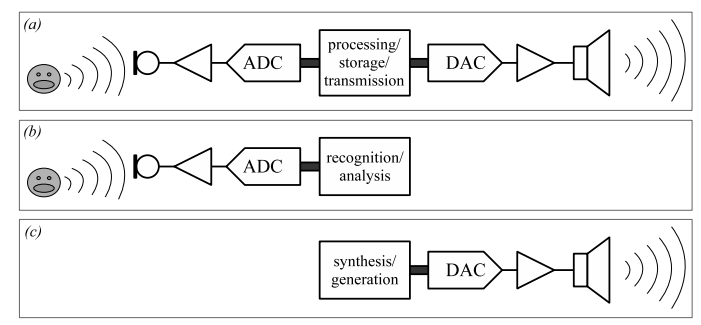 (a)
ADC
processing/
storage/
transmission
DAC
(b)
ADC
recognition/
analysis
(c)
synthesis/
generation
DAC